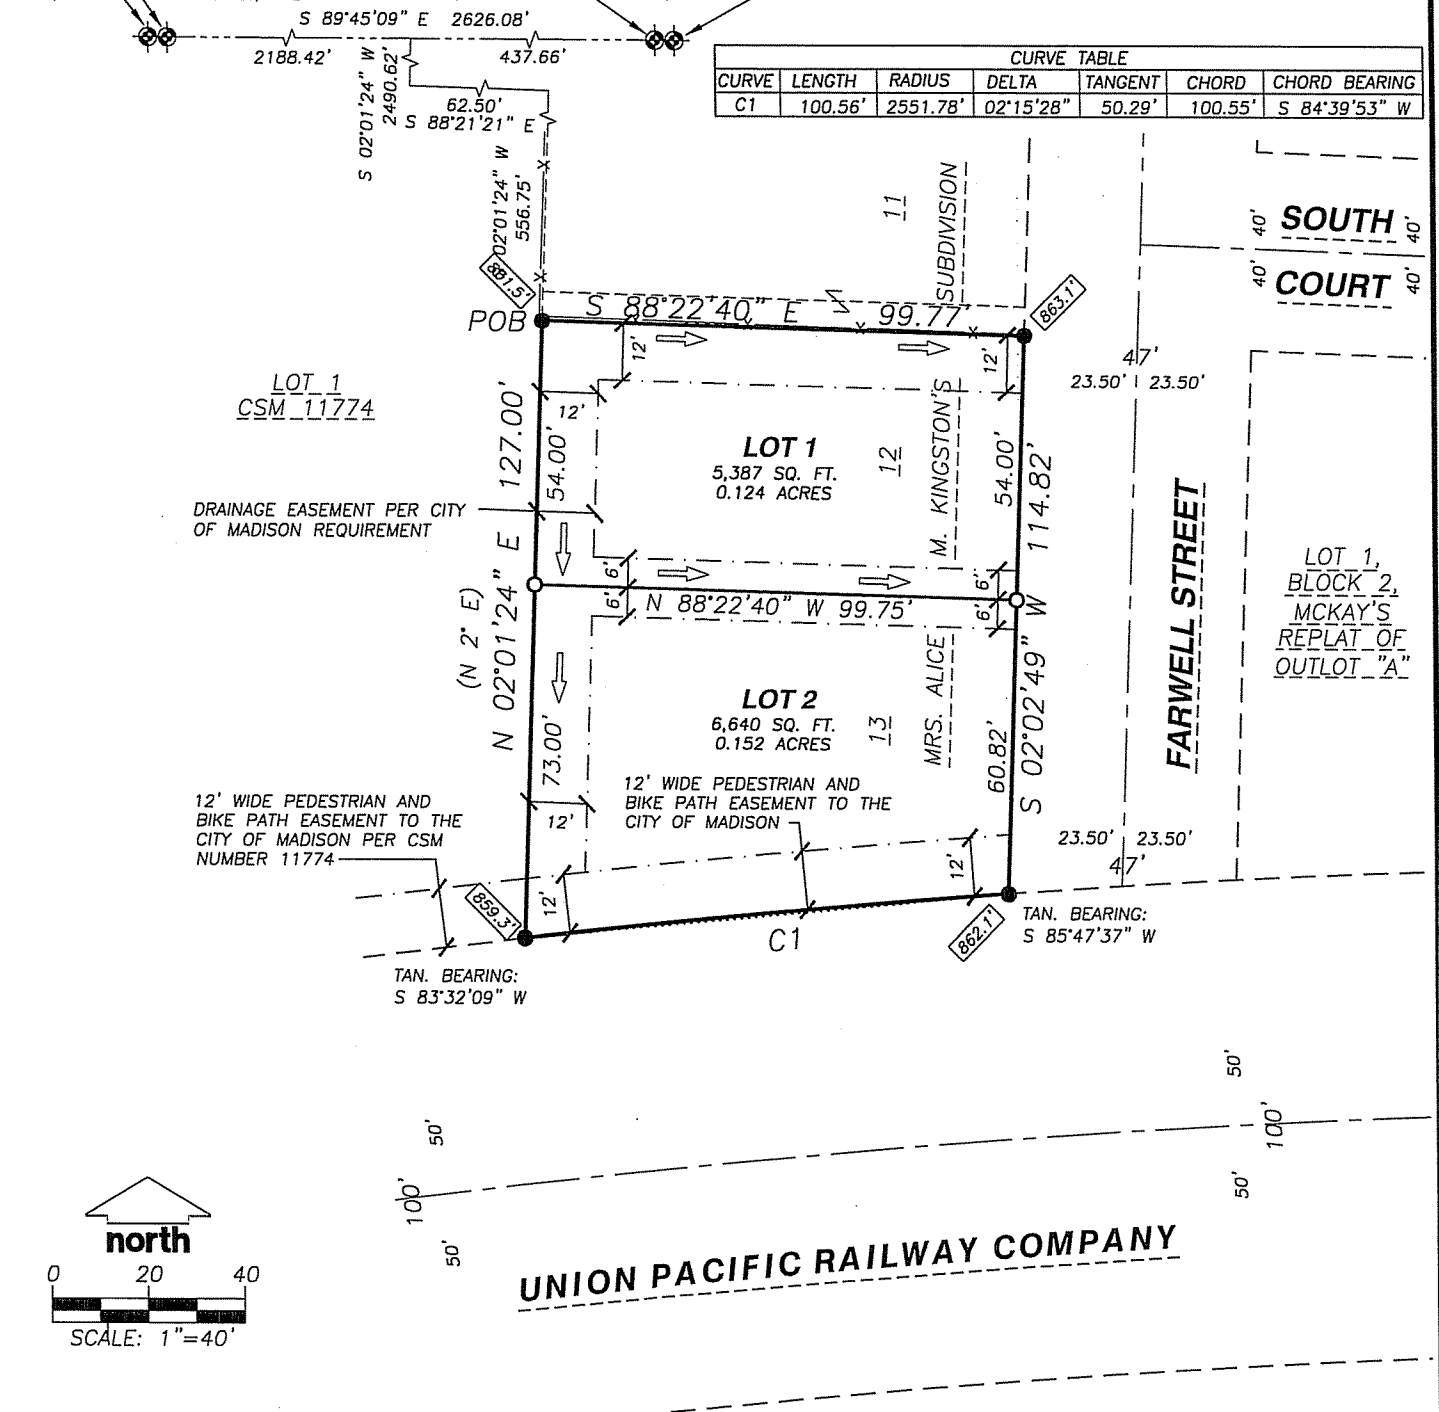 S 89°45'09" E 2626.08'
2188.42' 437.66'
S 02°01'24" W
2490.62'
62.50'
S 88°21'21" E
CURVE TABLE
CURVE LENGTH RADIUS DELTA TANGENT CHORD CHORD BEARING
C1 100.56' 2551.78' 02°15'28" 50.29' 100.55' S 84°39'53" W
02°01'24" W
556.75'
11
SUBDIVISION
40' SOUTH 40'
40' COURT 40'
863.1'
POB
S 88°22'40" E 99.77'
12'
12'
47'
23.50' 23.50'
LOT 1
CSM 11774
12'
127.00'
54.00'
LOT 1
5,387 SQ. FT.
0.124 ACRES
12
M. KINGSTON'S
54.00'
114.82'
DRAINAGE EASEMENT PER CITY
OF MADISON REQUIREMENT
FARWELL STREET
LOT 1,
BLOCK 2,
MCKAY'S
REPLAT OF
OUTLOT "A"
6'
6'
6'
6'
N 88°22'40" W 99.75'
N 02°01'24" E
(N 2° E)
S 02°02'49" W
LOT 2
6,640 SQ. FT.
0.152 ACRES
13
MRS. ALICE
73.00'
60.82'
12' WIDE PEDESTRIAN AND
BIKE PATH EASEMENT TO THE
CITY OF MADISON
12' WIDE PEDESTRIAN AND
BIKE PATH EASEMENT TO THE
CITY OF MADISON PER CSM
NUMBER 11774
12'
23.50' 23.50'
47'
12'
12'
859.3'
862.1'
C1
TAN. BEARING:
S 85°47'37" W
TAN. BEARING:
S 83°32'09" W
50'
100'
50'
50'
100'
50'
UNION PACIFIC RAILWAY COMPANY
north
0 20 40
SCALE: 1"=40'